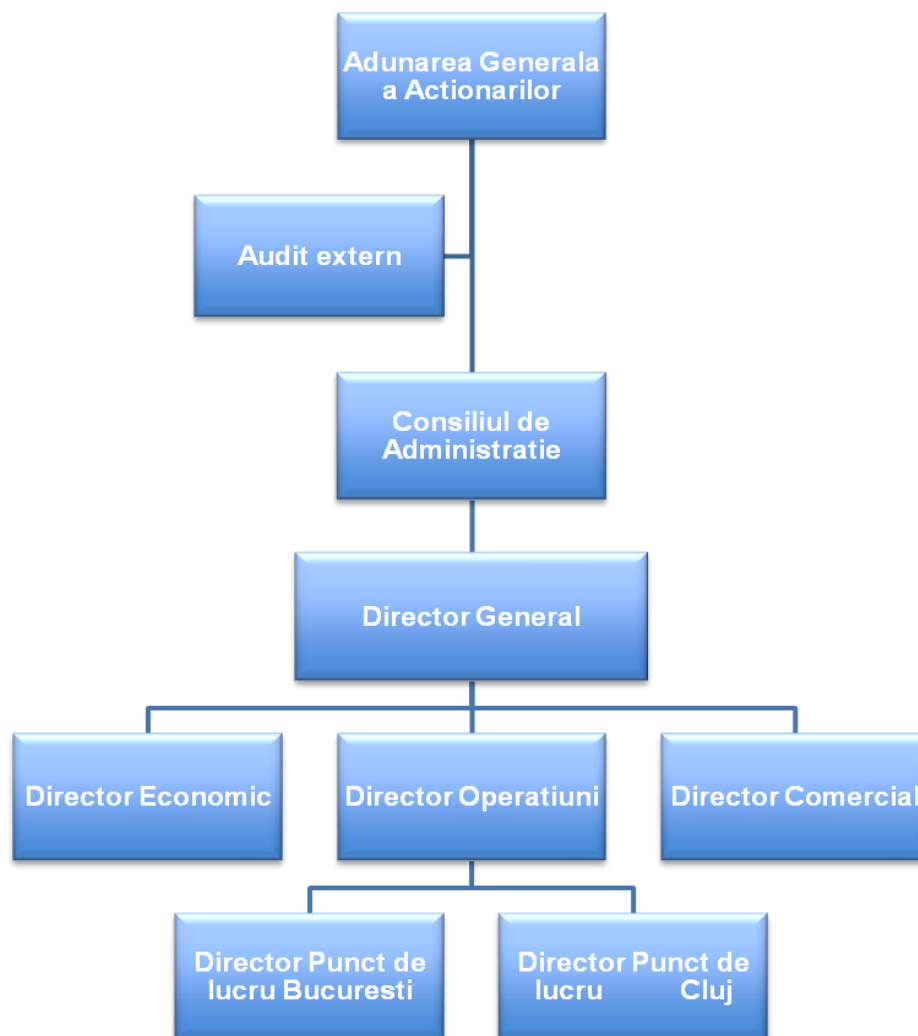 Adunarea Generala
a Actionarilor
Audit extern
Consiliul de
Administratie
Director General
Director Economic
Director Operatiuni
Director Comercial
Director Punct de
lucru Bucuresti
Director Punct de
lucru Cluj